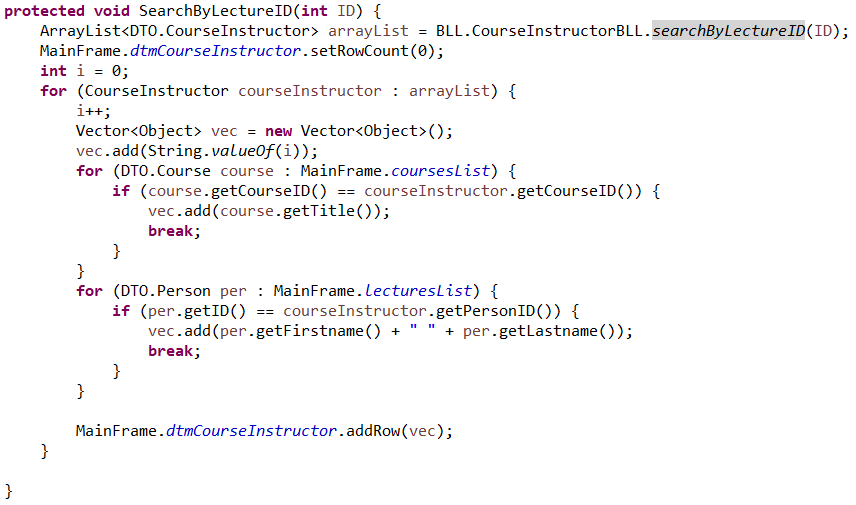 protected void SearchByLectureID(int ID) {
    ArrayList<DTO.CourseInstructor> arrayList = BLL.CourseInstructorBLL.searchByLectureID(ID);
    MainFrame.dtmCourseInstructor.setRowCount(0);
    int i = 0;
    for (CourseInstructor courseInstructor : arrayList) {
        i++;
        Vector<Object> vec = new Vector<Object>();
        vec.add(String.valueOf(i));
        for (DTO.Course course : MainFrame.coursesList) {
            if (course.getCourseID() == courseInstructor.getCourseID()) {
                vec.add(course.getTitle());
                break;
            }
        }
        for (DTO.Person per : MainFrame.lecturesList) {
            if (per.getID() == courseInstructor.getPersonID()) {
                vec.add(per.getFirstname() + " " + per.getLastname());
                break;
            }
        }

        MainFrame.dtmCourseInstructor.addRow(vec);
    }

}